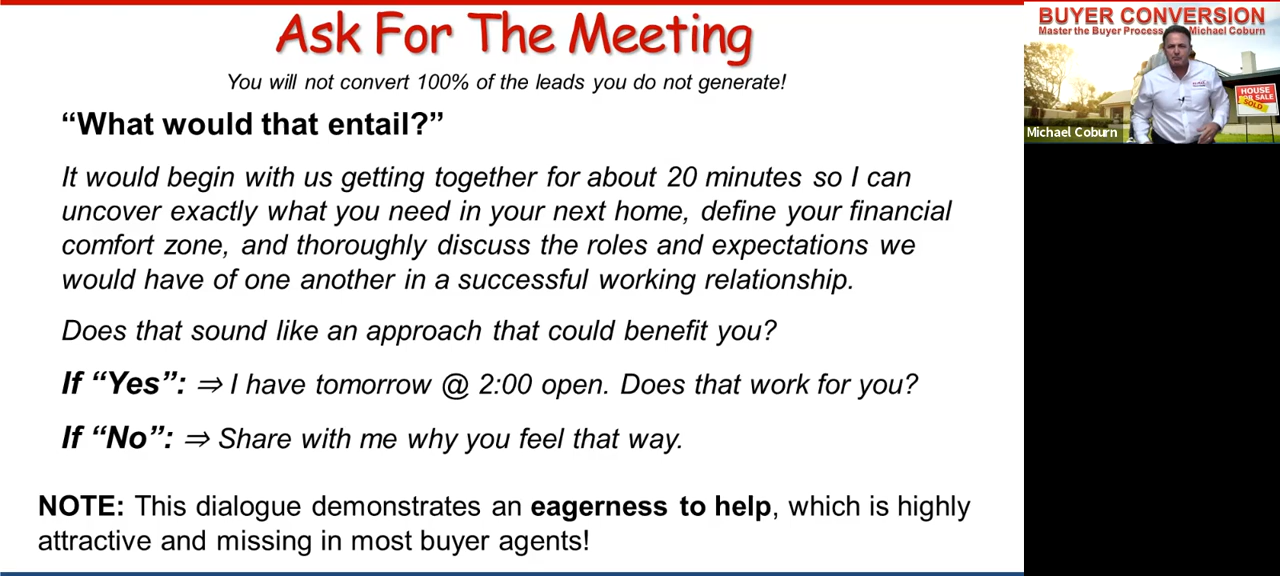 Ask For The Meeting
You will not convert 100% of the leads you do not generate!
“What would that entail?”
It would begin with us getting together for about 20 minutes so I can
uncover exactly what you need in your next home, define your financial
comfort zone, and thoroughly discuss the roles and expectations we
would have of one another in a successful working relationship.
Does that sound like an approach that could benefit you?
If “Yes”: ⇒ I have tomorrow @ 2:00 open. Does that work for you?
If “No”: ⇒ Share with me why you feel that way.
NOTE: This dialogue demonstrates an eagerness to help, which is highly
attractive and missing in most buyer agents!
BUYER CONVERSION
Master the Buyer Process Michael Coburn
HOUSE
FOR SALE
SOLD
Michael Coburn